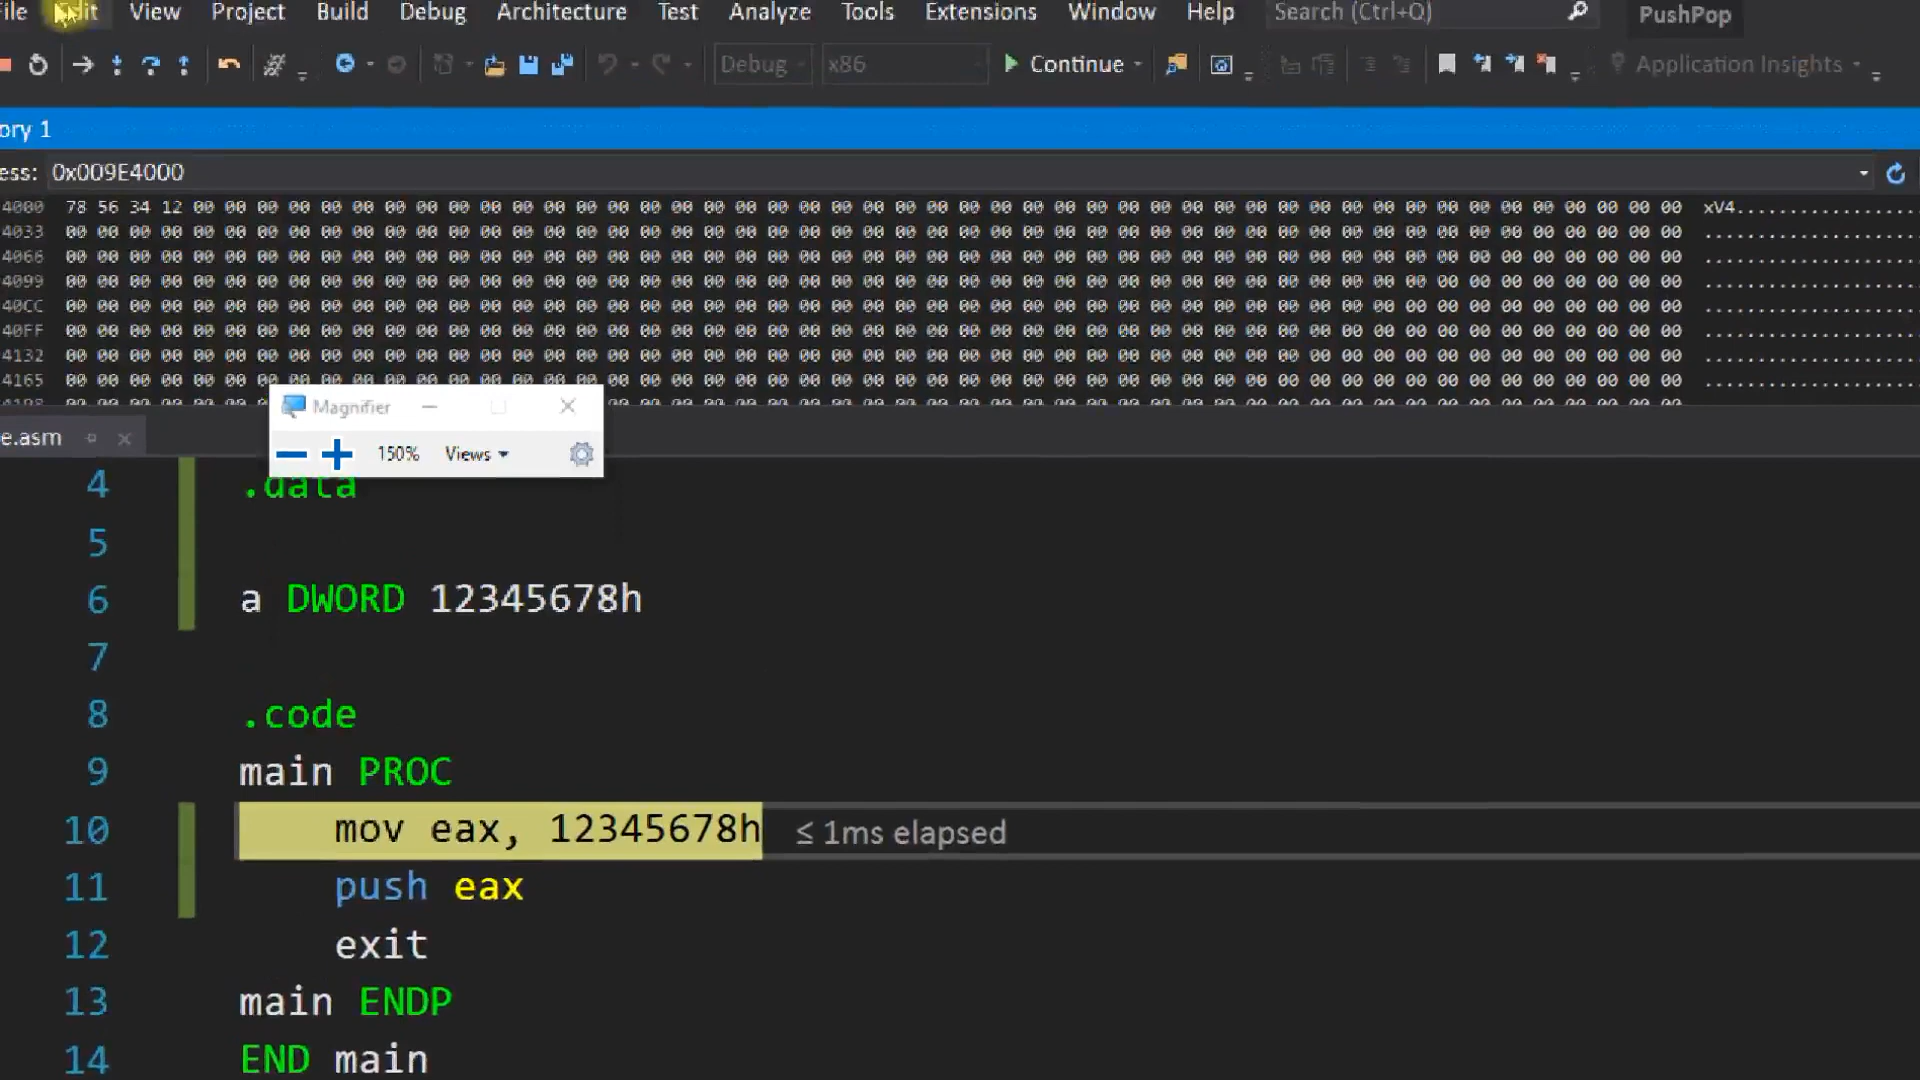 File Edit View Project Build Debug Architecture Test Analyze Tools Extensions Window Help Search (Ctrl+Q) PushPop
Debug x86 Continue Application Insights
ory 1
ess: 0x009E4000
4000 78 56 34 12 00 00 00 00 00 00 00 00 00 00 00 00 00 00 00 00 00 00 00 00 00 00 00 00 00 00 00 00 00 00 00 00 00 00 00 00 00 00 00 00 00 00 00 00 00 00 00 xV4................
4033 00 00 00 00 00 00 00 00 00 00 00 00 00 00 00 00 00 00 00 00 00 00 00 00 00 00 00 00 00 00 00 00 00 00 00 00 00 00 00 00 00 00 00 00 00 00 00 00 00 00 00 ...................
4066 00 00 00 00 00 00 00 00 00 00 00 00 00 00 00 00 00 00 00 00 00 00 00 00 00 00 00 00 00 00 00 00 00 00 00 00 00 00 00 00 00 00 00 00 00 00 00 00 00 00 00 ...................
4099 00 00 00 00 00 00 00 00 00 00 00 00 00 00 00 00 00 00 00 00 00 00 00 00 00 00 00 00 00 00 00 00 00 00 00 00 00 00 00 00 00 00 00 00 00 00 00 00 00 00 00 ...................
40CC 00 00 00 00 00 00 00 00 00 00 00 00 00 00 00 00 00 00 00 00 00 00 00 00 00 00 00 00 00 00 00 00 00 00 00 00 00 00 00 00 00 00 00 00 00 00 00 00 00 00 00 ...................
40FF 00 00 00 00 00 00 00 00 00 00 00 00 00 00 00 00 00 00 00 00 00 00 00 00 00 00 00 00 00 00 00 00 00 00 00 00 00 00 00 00 00 00 00 00 00 00 00 00 00 00 00 ...................
4132 00 00 00 00 00 00 00 00 00 00 00 00 00 00 00 00 00 00 00 00 00 00 00 00 00 00 00 00 00 00 00 00 00 00 00 00 00 00 00 00 00 00 00 00 00 00 00 00 00 00 00 ...................
4165 00 00 00 00 00 00 00 00 00 00 00 00 00 00 00 00 00 00 00 00 00 00 00 00 00 00 00 00 00 00 00 00 00 00 00 00 00 00 00 00 00 00 00 00 00 00 00 00 00 00 00 ...................
Magnifier
e.asm
150% Views
4 .data
5
6 a DWORD 12345678h
7
8 .code
9 main PROC
10 mov eax, 12345678h ≤ 1ms elapsed
11 push eax
12 exit
13 main ENDP
14 END main